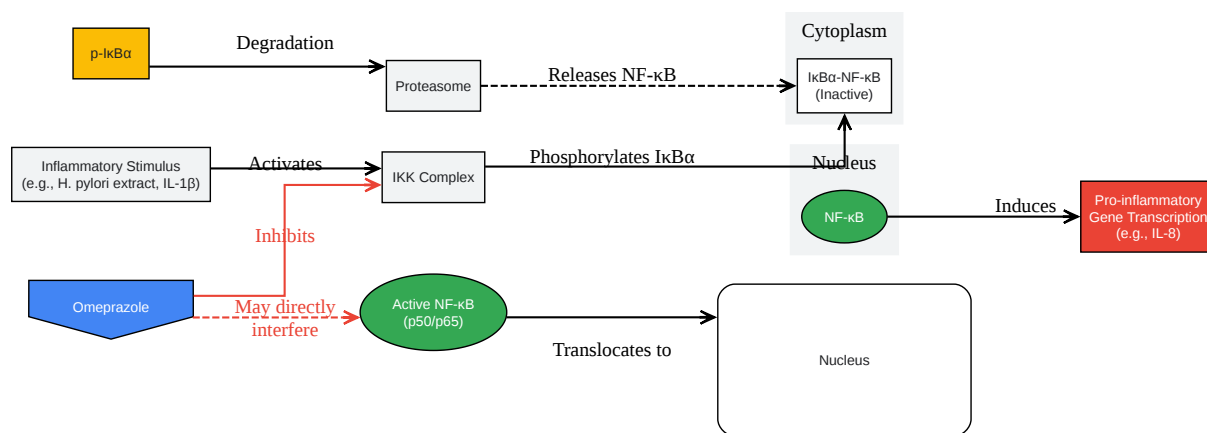 Cytoplasm
p-IκBα
Degradation
Proteasome
Releases NF-κB
IκBα-NF-κB
(Inactive)
Inflammatory Stimulus
(e.g., H. pylori extract, IL-1β)
Activates
IKK Complex
Phosphorylates IκBα
Nucleus
NF-κB
Induces
Pro-inflammatory
Gene Transcription
(e.g., IL-8)
Inhibits
Omeprazole
May directly
interfere
Active NF-κB
(p50/p65)
Translocates to
Nucleus